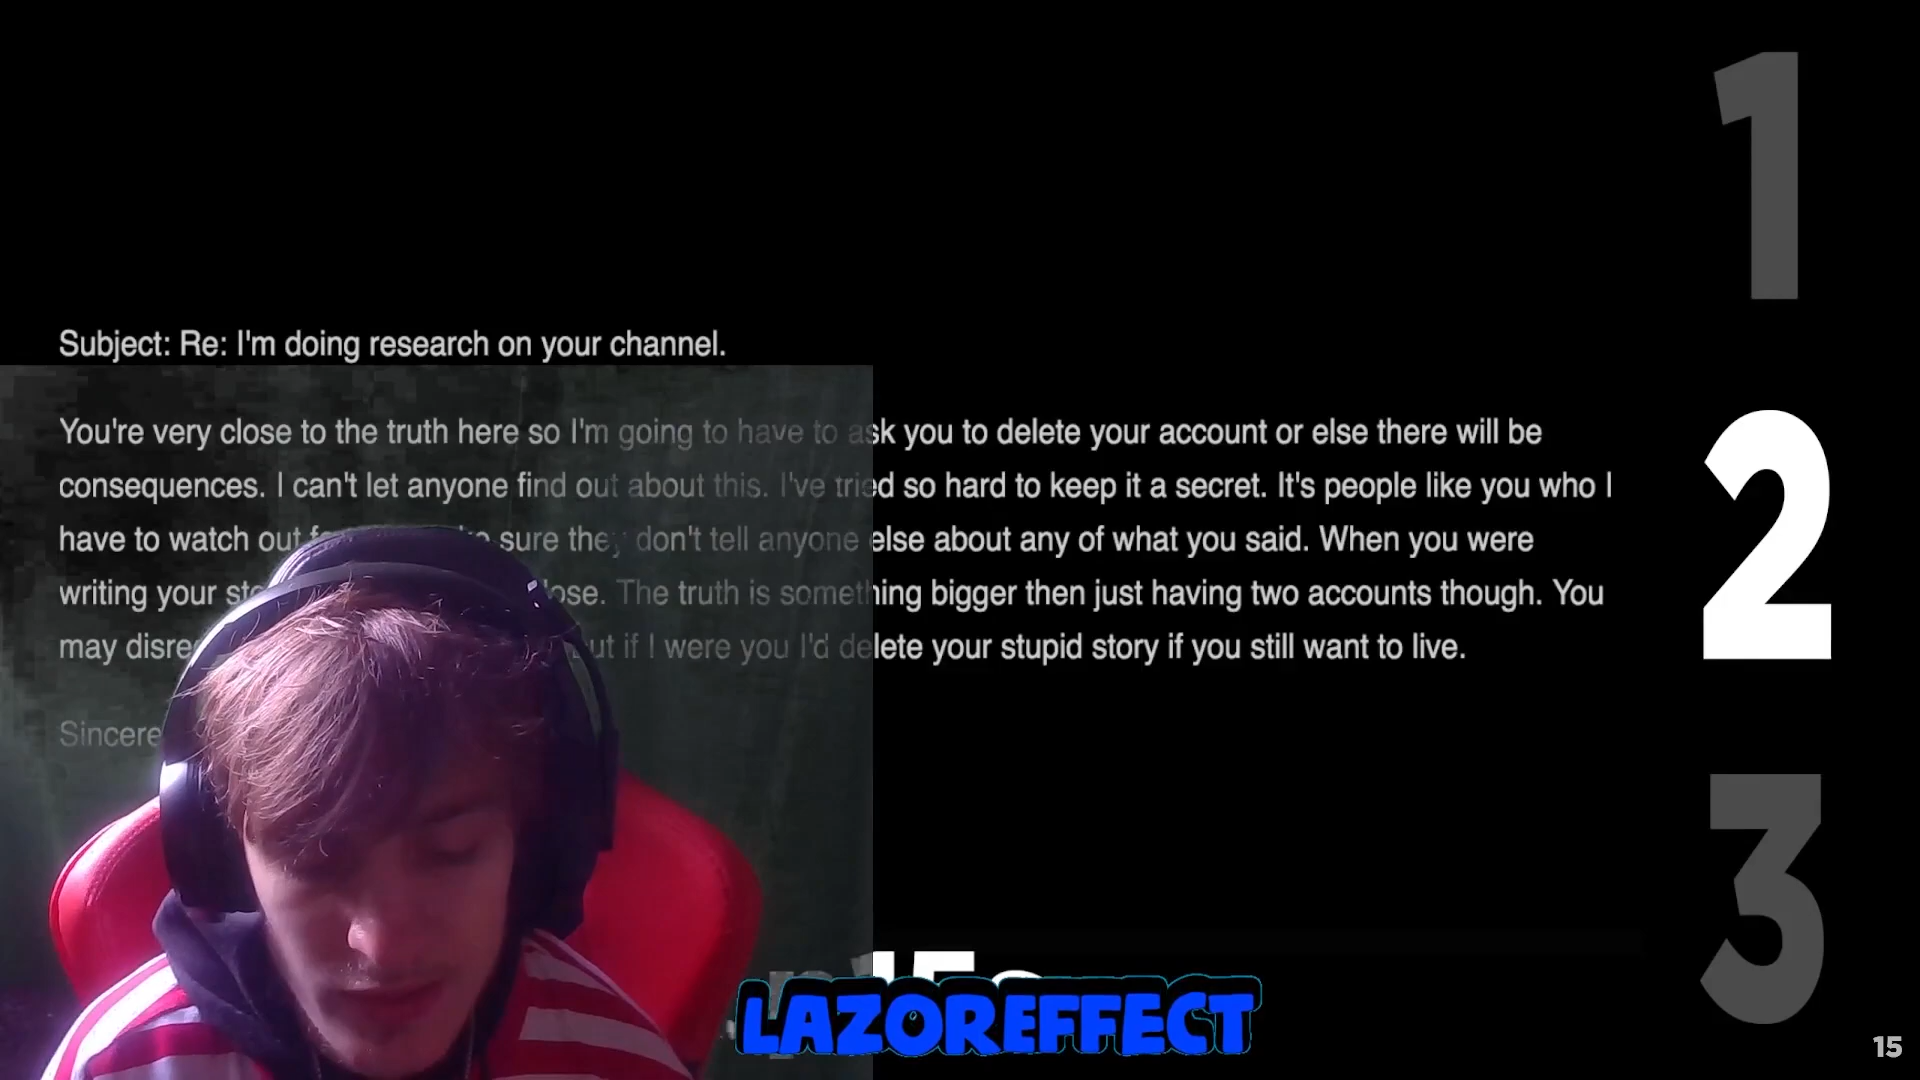 1
Subject: Re: I'm doing research on your channel.
You're very close to the truth here so I'm going to have to ask you to delete your account or else there will be
consequences. I can't let anyone find out about this. I've tried so hard to keep it a secret. It's people like you who I
have to watch out sure they don't tell anyone else about any of what you said. When you were
writing your The truth is something bigger then just having two accounts though. You
may if I were you I'd delete your stupid story if you still want to live.
2
3
LAZOREFFECT
15